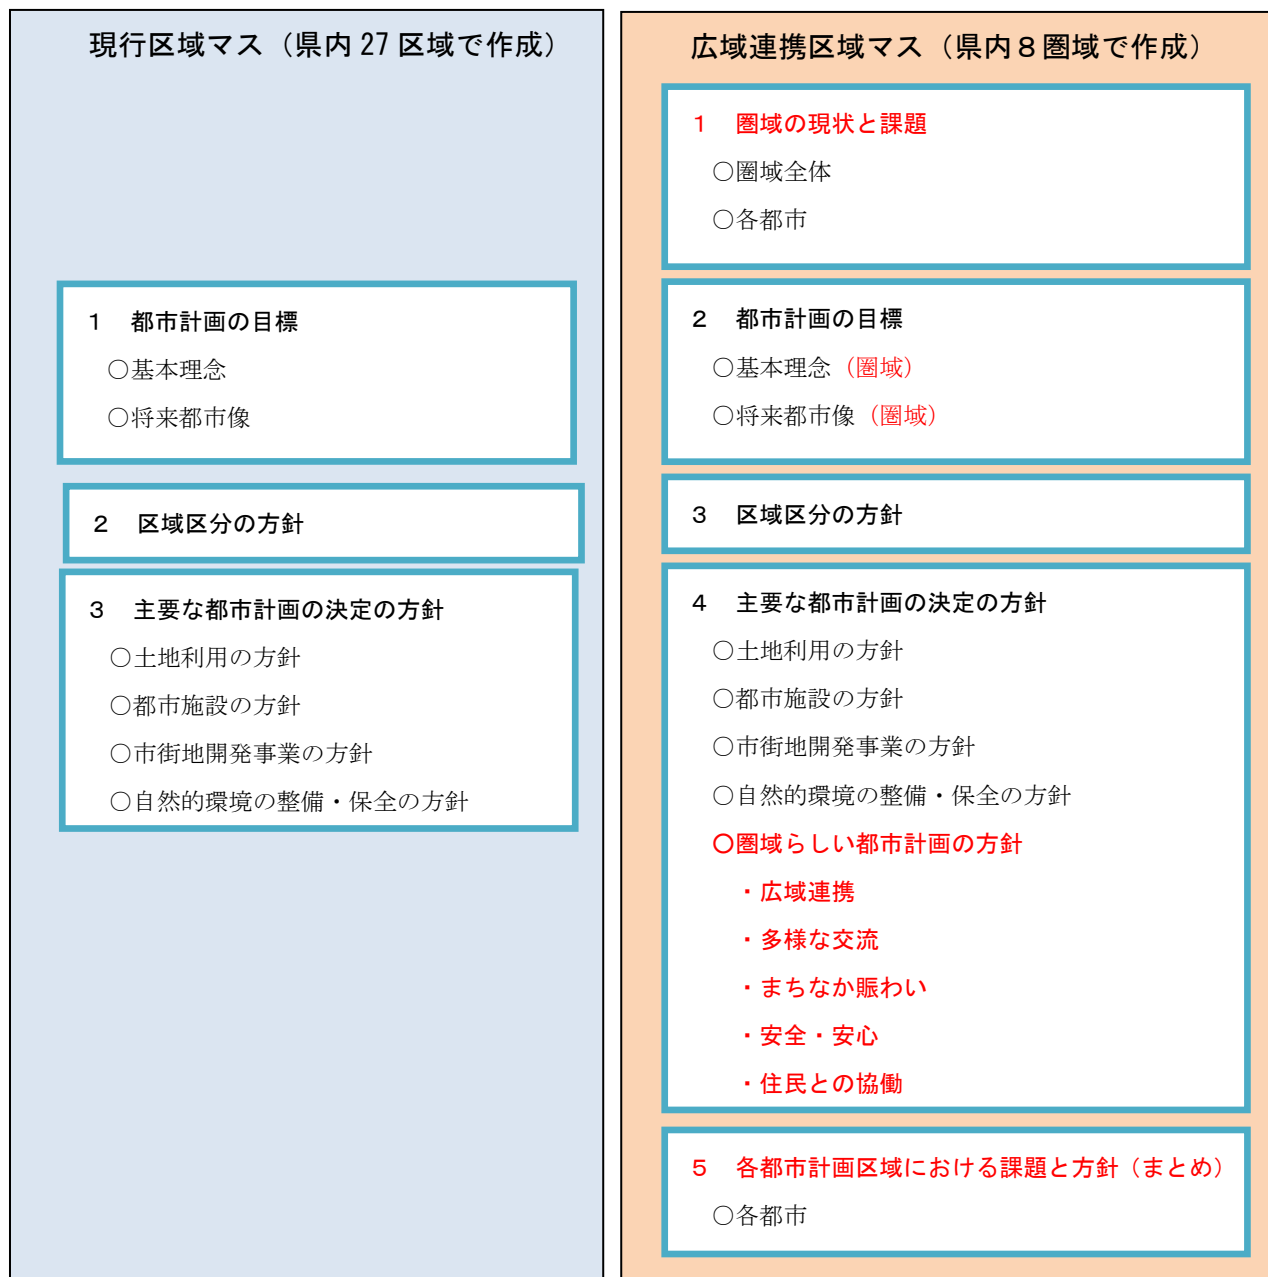 現行区域マス（県内27区域で作成）
１　都市計画の目標
○基本理念
○将来都市像
２　区域区分の方針
３　主要な都市計画の決定の方針
○土地利用の方針
○都市施設の方針
○市街地開発事業の方針
○自然的環境の整備・保全の方針
広域連携区域マス（県内８圏域で作成）
１　圏域の現状と課題
○圏域全体
○各都市
２　都市計画の目標
○基本理念（圏域）
○将来都市像（圏域）
３　区域区分の方針
４　主要な都市計画の決定の方針
○土地利用の方針
○都市施設の方針
○市街地開発事業の方針
○自然的環境の整備・保全の方針
○圏域らしい都市計画の方針
・広域連携
・多様な交流
・まちなか賑わい
・安全・安心
・住民との協働
５　各都市計画区域における課題と方針（まとめ）
○各都市